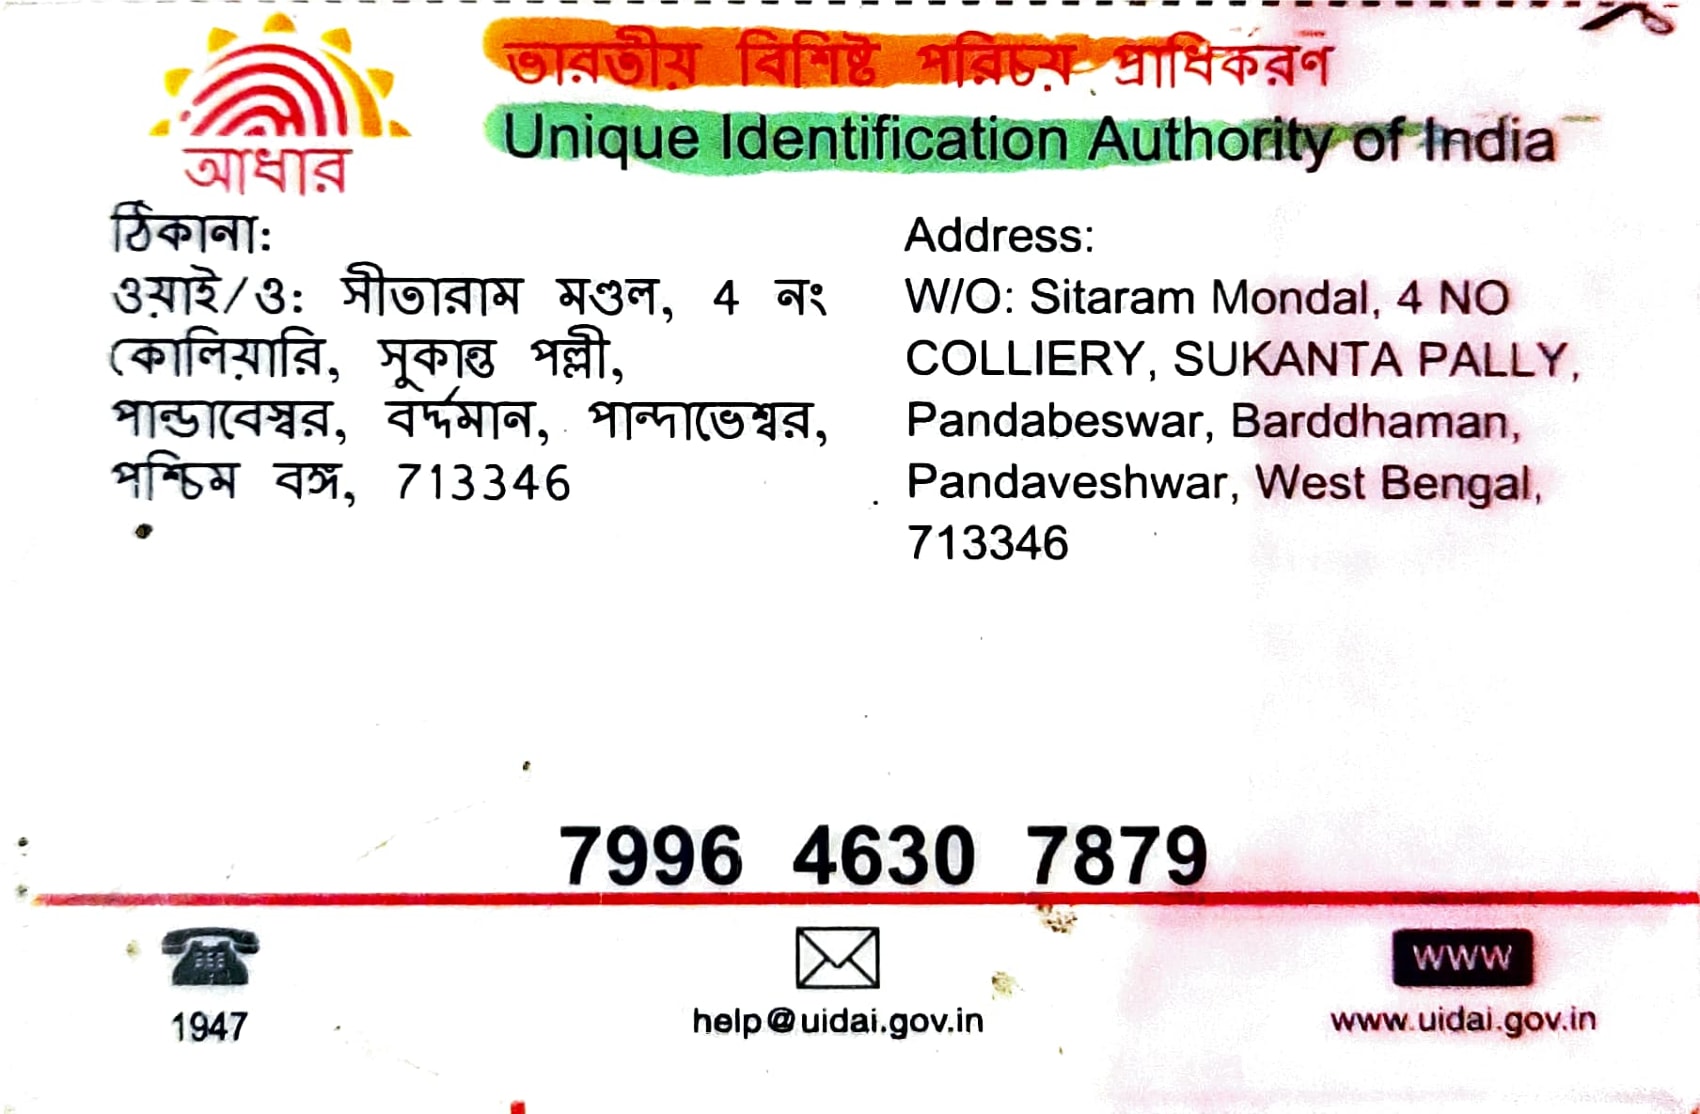 ভারতীয় বিশিষ্ট পরিচয় প্রাধিকরণ
Unique Identification Authority of India
আধার
ঠিকানা:
ওয়াই/ও: সীতারাম মণ্ডল, 4 নং
কোলিয়ারি, সুকান্ত পল্লী,
পান্ডাবেস্বর, বর্দ্দমান, পান্দাভেশ্বর,
পশ্চিম বঙ্গ, 713346
Address:
W/O: Sitaram Mondal, 4 NO
COLLIERY, SUKANTA PALLY,
Pandabeswar, Barddhaman,
Pandaveshwar, West Bengal,
713346
7996 4630 7879
1947
help@uidai.gov.in
www
www.uidai.gov.in